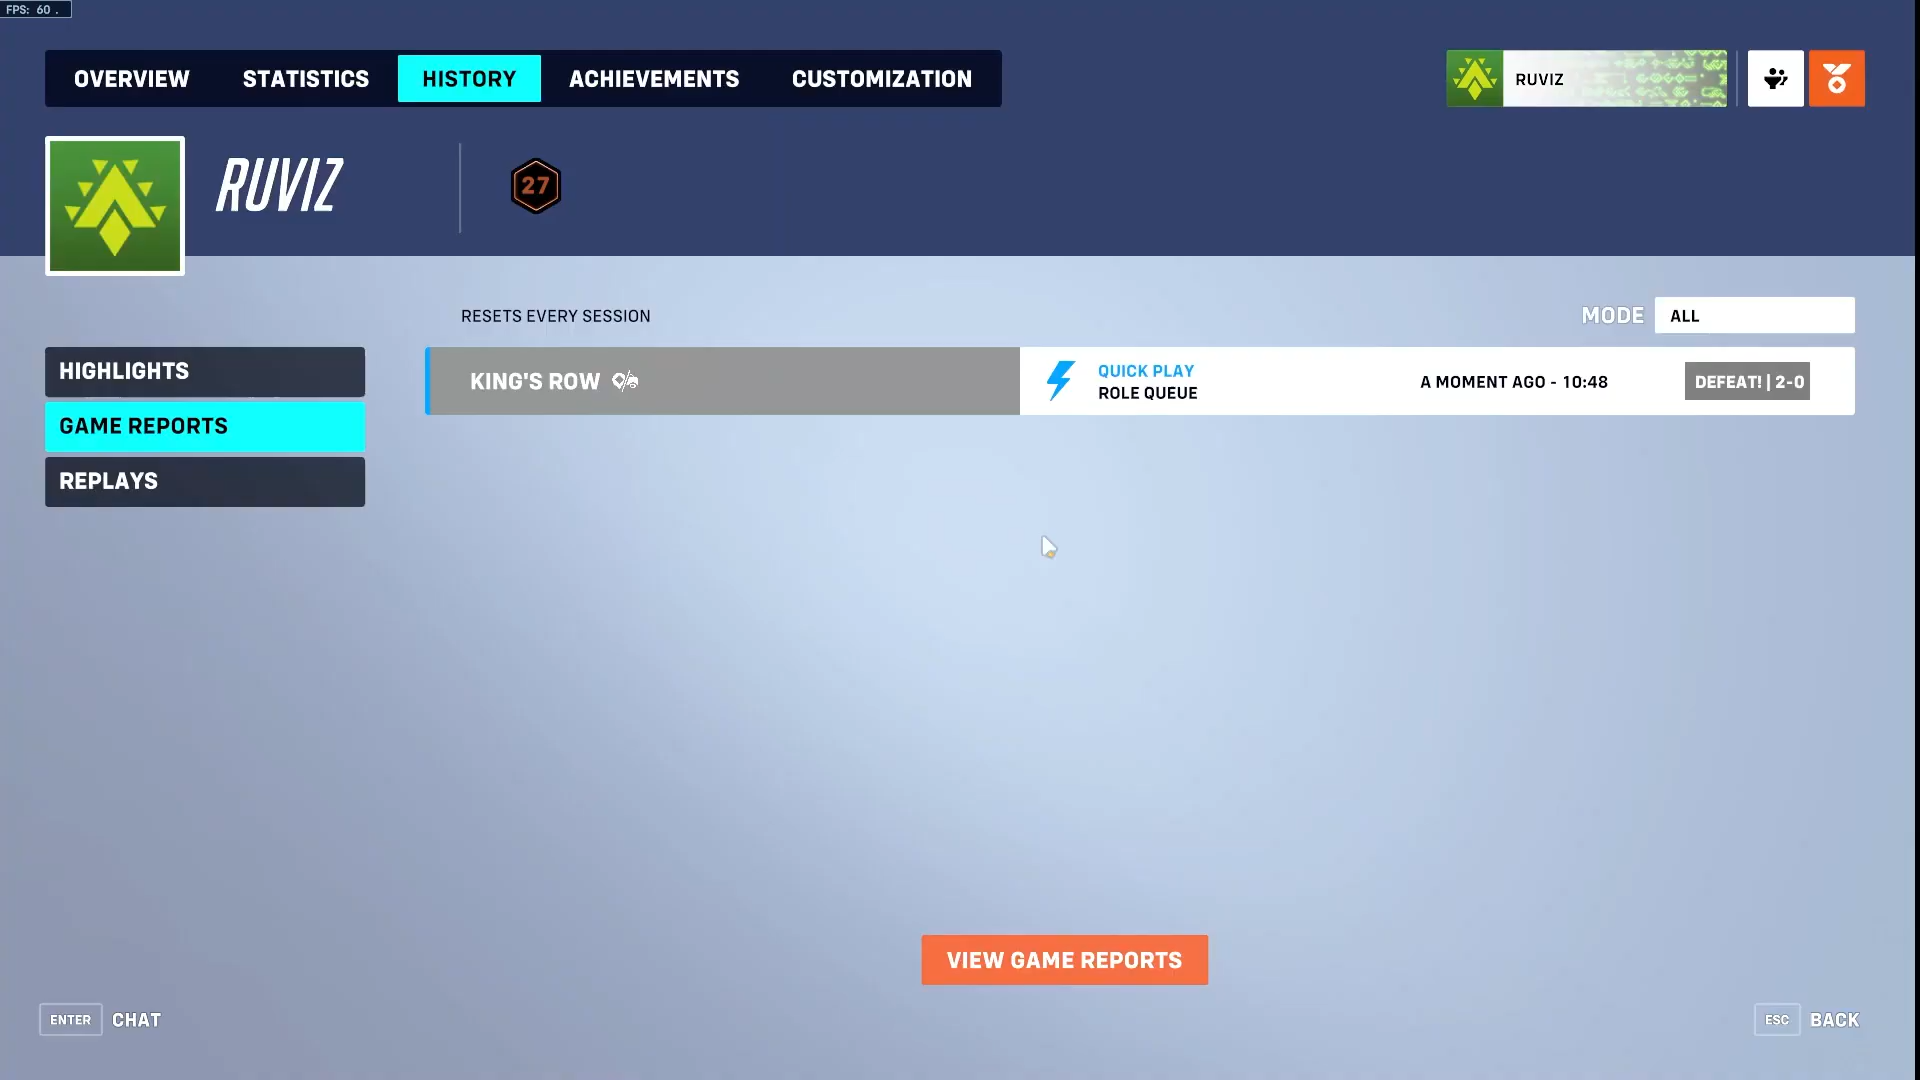 FPS: 60 .
OVERVIEW STATISTICS HISTORY ACHIEVEMENTS CUSTOMIZATION
RUVIZ
RUVIZ
27
RESETS EVERY SESSION
MODE ALL
HIGHLIGHTS
GAME REPORTS
REPLAYS
KING'S ROW
QUICK PLAY
ROLE QUEUE
A MOMENT AGO - 10:48
DEFEAT! | 2-0
VIEW GAME REPORTS
ENTER CHAT
ESC BACK